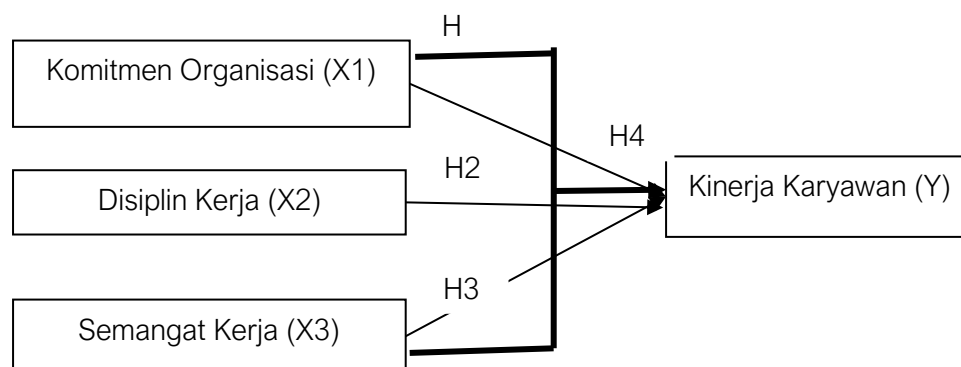 H
Komitmen Organisasi (X1)
H4
H2
Kinerja Karyawan (Y)
Disiplin Kerja (X2)
H3
Semangat Kerja (X3)